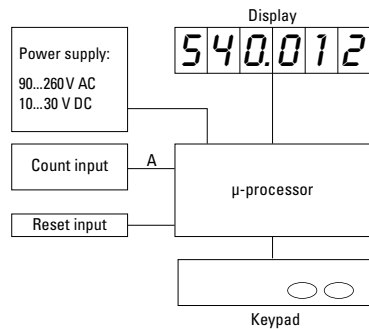 Display
540.012
Power supply:
90...260 V AC
10...30 V DC
Count input
A
µ-processor
Reset input
Keypad